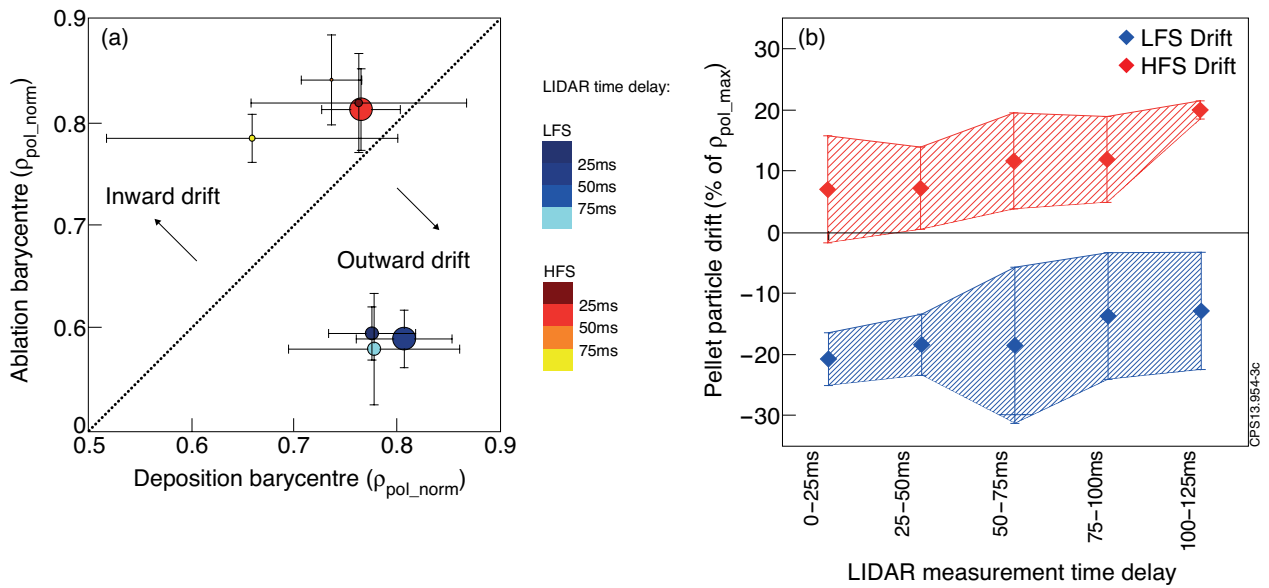 (a)
Ablation barycentre (ρpol_norm)
0.9
0.8
0.7
0.6
0
0.5
0.7
0.8
0.9
Inward drift
Outward drift
Deposition barycentre (ρpol_norm)
LIDAR time delay:
LFS
25ms
50ms
75ms
HFS
25ms
50ms
75ms
(b)
LFS Drift
HFS Drift
Pellet particle drift (% of ρpol_max)
30
20
10
0
−10
−20
−30
0−25ms
25−50ms
50−75ms
75−100ms
100−125ms
LIDAR measurement time delay
CPS13.954-3c